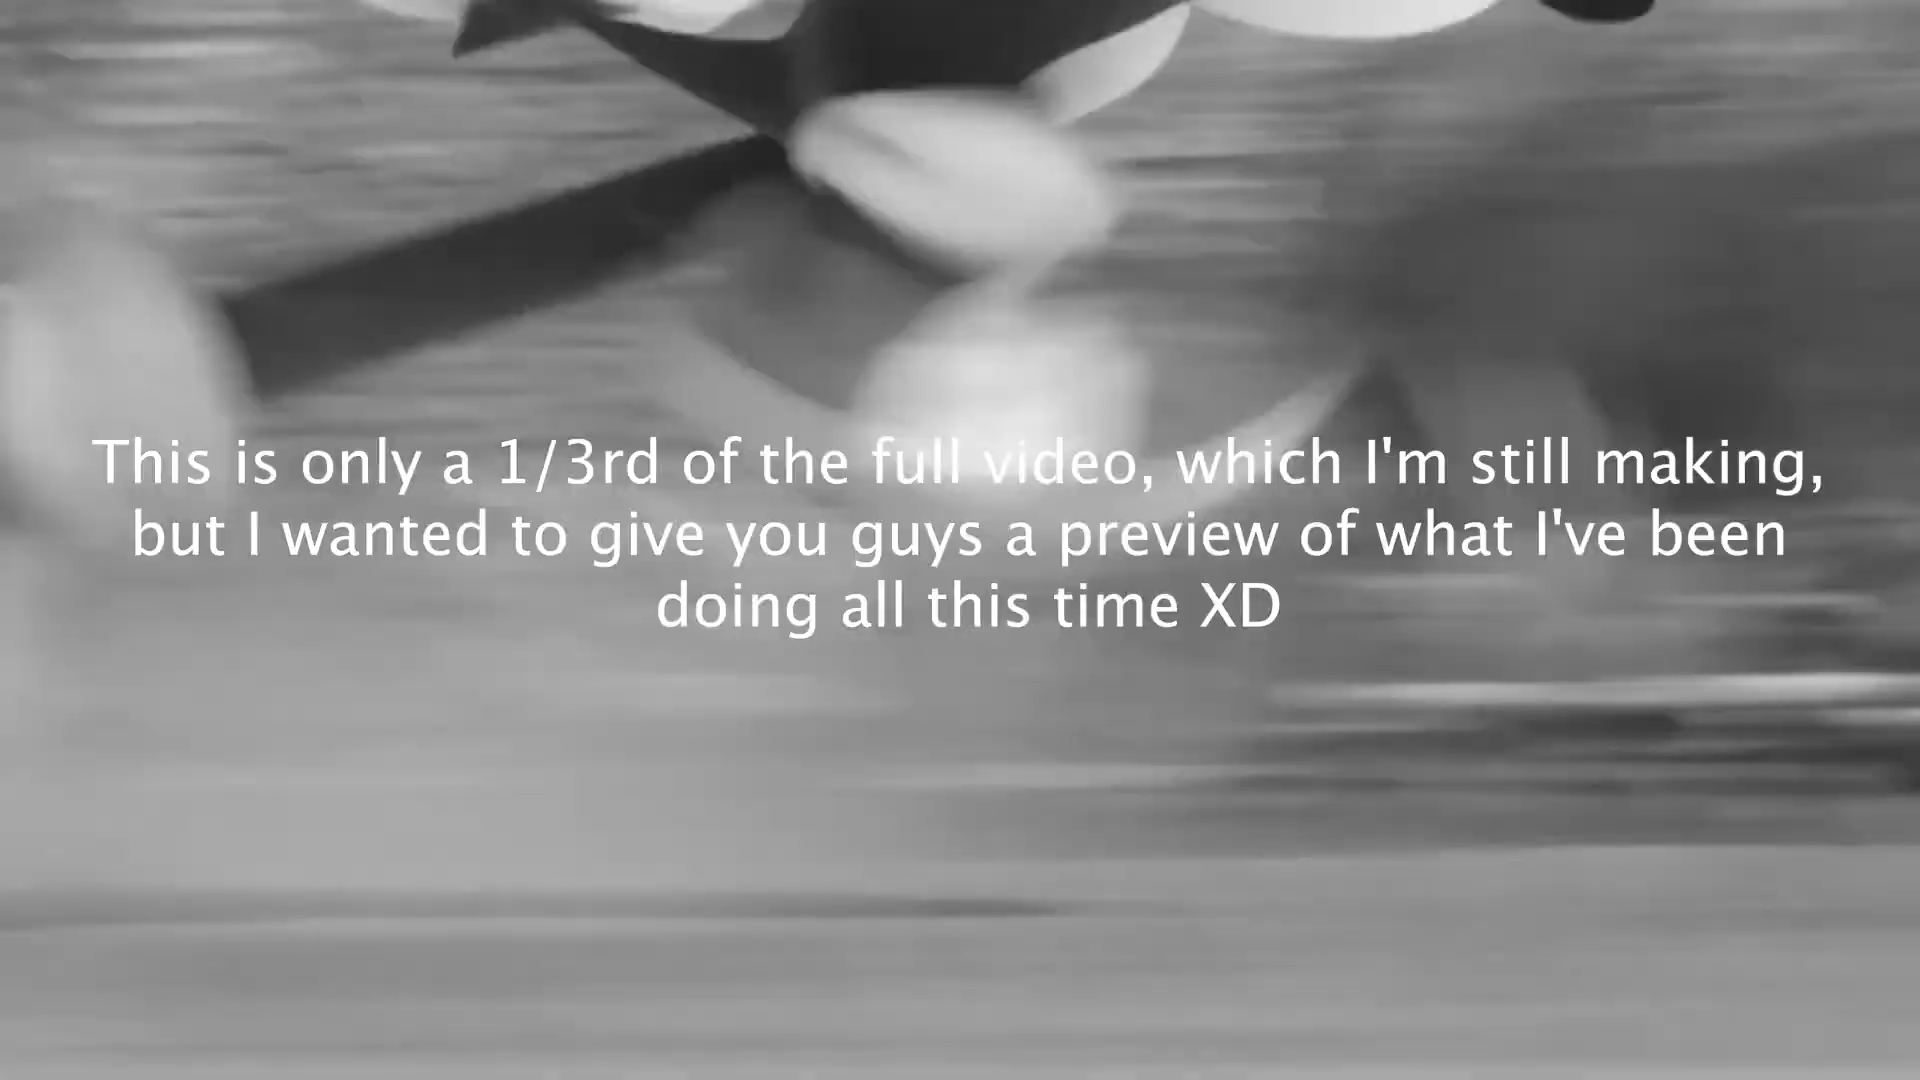 This is only a 1/3rd of the full video, which I'm still making,
but I wanted to give you guys a preview of what I've been
doing all this time XD